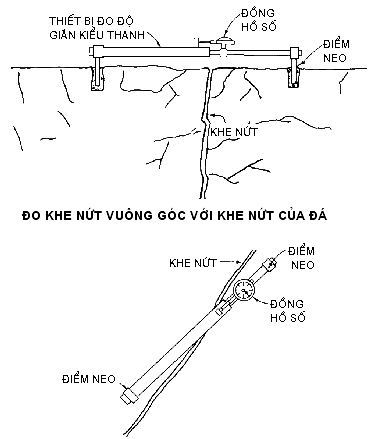 THIẾT BỊ ĐO ĐỘ
GIÃN KIỂU THANH
ĐỒNG
HỒ SỐ
ĐIỂM
NEO
KHE NỨT
ĐO KHE NỨT VUÔNG GÓC VỚI KHE NỨT CỦA ĐÁ
KHE NỨT
ĐIỂM
NEO
ĐỒNG
HỒ SỐ
ĐIỂM NEO